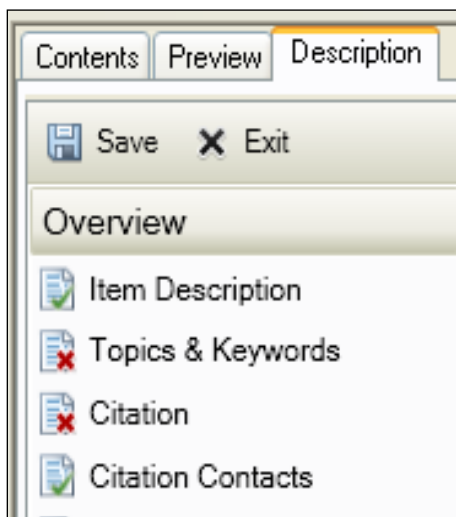 Contents Preview Description
Save Exit
Overview
Item Description
Topics & Keywords
Citation
Citation Contacts